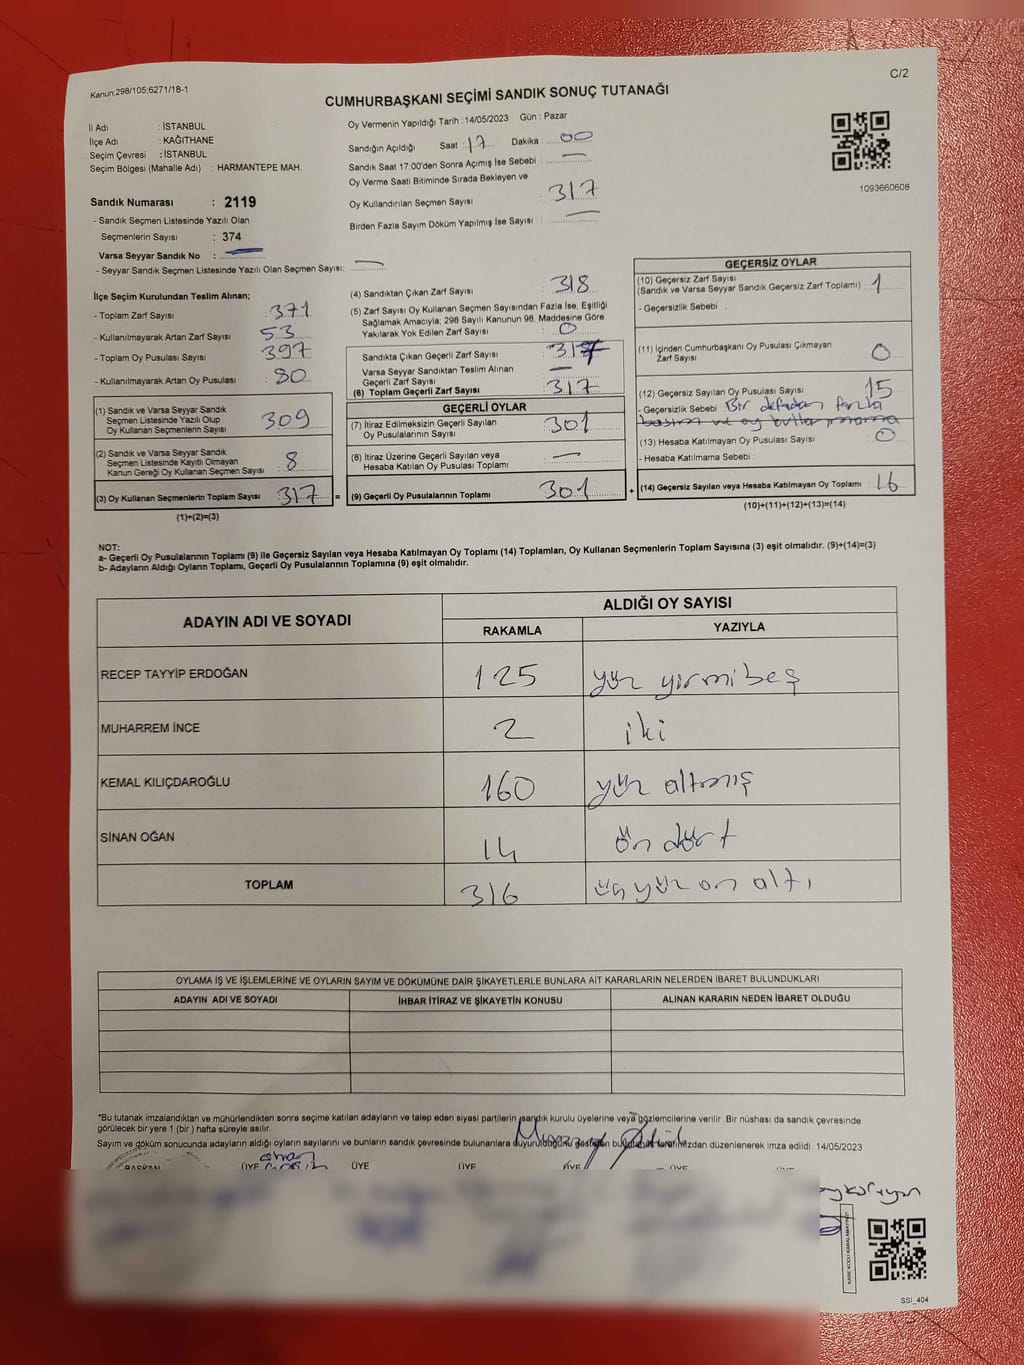 Kanun;298/105;6271/18-1
C/2
CUMHURBAŞKANI SEÇİMİ SANDIK SONUÇ TUTANAĞI
İl Adı : İSTANBUL
İlçe Adı : KAĞITHANE
Seçim Çevresi : İSTANBUL
Seçim Bölgesi (Mahalle Adı) : HARMANTEPE MAH.
Sandık Numarası : 2119
- Sandık Seçmen Listesinde Yazılı Olan
Seçmenlerin Sayısı : 374
Varsa Seyyar Sandık No :
- Seyyar Sandık Seçmen Listesinde Yazılı Olan Seçmen Sayısı:
Oy Vermenin Yapıldığı Tarih :14/05/2023 Gün : Pazar
Sandığın Açıldığı Saat : 17 Dakika : 00
Sandık Saat 17:00'den Sonra Açımış İse Sebebi :
Oy Verme Saati Bitiminde Sırada Bekleyen ve
Oy Kullandırılan Seçmen Sayısı : 317
Birden Fazla Sayım Döküm Yapılmış İse Sayısı :
1093660608
İlçe Seçim Kurulundan Teslim Alınan;
- Toplam Zarf Sayısı : 371
- Kullanılmayarak Artan Zarf Sayısı : 53
- Toplam Oy Pusulası Sayısı : 397
- Kullanılmayarak Artan Oy Pusulası : 80
(1) Sandık ve Varsa Seyyar Sandık
Seçmen Listesinde Yazılı Olup
Oy Kullanan Seçmenlerin Sayısı : 309
(2) Sandık ve Varsa Seyyar Sandık
Seçmen Listesinde Kayıtlı Olmayan
Kanun Gereği Oy Kullanan Seçmen Sayısı : 8
(3) Oy Kullanan Seçmenlerin Toplam Sayısı : 317 =
(1)+(2)=(3)
(4) Sandıktan Çıkan Zarf Sayısı : 318
(5) Zarf Sayısı Oy Kullanan Seçmen Sayısından Fazla İse, Eşitliği
Sağlamak Amacıyla; 298 Sayılı Kanunun 98. Maddesine Göre
Yakılarak Yok Edilen Zarf Sayısı : 0
Sandıkta Çıkan Geçerli Zarf Sayısı : 317
Varsa Seyyar Sandıktan Teslim Alınan
Geçerli Zarf Sayısı :
(6) Toplam Geçerli Zarf Sayısı : 317
GEÇERLİ OYLAR
(7) İtiraz Edilmeksizin Geçerli Sayılan
Oy Pusulalarının Sayısı : 301
(8) İtiraz Üzerine Geçerli Sayılan veya
Hesaba Katılan Oy Pusulası Toplamı :
(9) Geçerli Oy Pusulalarının Toplamı : 301 +
GEÇERSİZ OYLAR
(10) Geçersiz Zarf Sayısı
(Sandık ve Varsa Seyyar Sandık Geçersiz Zarf Toplamı) : 1
- Geçersizlik Sebebi :
(11) İçinden Cumhurbaşkanı Oy Pusulası Çıkmayan
Zarf Sayısı : 0
(12) Geçersiz Sayılan Oy Pusulası Sayısı : 15
- Geçersizlik Sebebi : Bir defadan fazla
(13) Hesaba Katılmayan Oy Pusulası Sayısı : 0
- Hesaba Katılmama Sebebi :
(14) Geçersiz Sayılan veya Hesaba Katılmayan Oy Toplamı : 16
(10)+(11)+(12)+(13)=(14)
NOT:
a- Geçerli Oy Pusulalarının Toplamı (9) ile Geçersiz Sayılan veya Hesaba Katılmayan Oy Toplamı (14) Toplamları, Oy Kullanan Seçmenlerin Toplam Sayısına (3) eşit olmalıdır. (9)+(14)=(3)
b- Adayların Aldığı Oyların Toplamı, Geçerli Oy Pusulalarının Toplamına (9) eşit olmalıdır.
ADAYIN ADI VE SOYADI
ALDIĞI OY SAYISI
RAKAMLA YAZIYLA
RECEP TAYYİP ERDOĞAN 125 yüz yirmibeş
MUHARREM İNCE 2 iki
KEMAL KILIÇDAROĞLU 160 yüz altmış
SİNAN OĞAN 14 ön dört
TOPLAM 316 üç yüz on altı
OYLAMA İŞ VE İŞLEMLERİNE VE OYLARIN SAYIM VE DÖKÜMÜNE DAİR ŞİKAYETLERLE BUNLARA AİT KARARLARIN NELERDEN İBARET BULUNDUKLARI
ADAYIN ADI VE SOYADI İHBAR İTİRAZ VE ŞİKAYETİN KONUSU ALINAN KARARIN NEDEN İBARET OLDUĞU
*Bu tutanak imzalandıktan ve mühürlendikten sonra seçime katılan adayların ve talep eden siyasi partilerin sandık kurulu üyelerine veya gözlemcilerine verilir. Bir nüshası da sandık çevresinde
görülecek bir yere 1 (bir ) hafta süreyle asılır.
Sayım ve döküm sonucunda adayların aldığı oyların sayılarını ve bunların sandık çevresinde bulunanlara duyurulduğunu gösteren bu tutanak tarafımızdan düzenlenerek imza edildi. 14/05/2023
BAŞKAN ÜYE ÜYE ÜYE ÜYE ÜYE
SSI_404